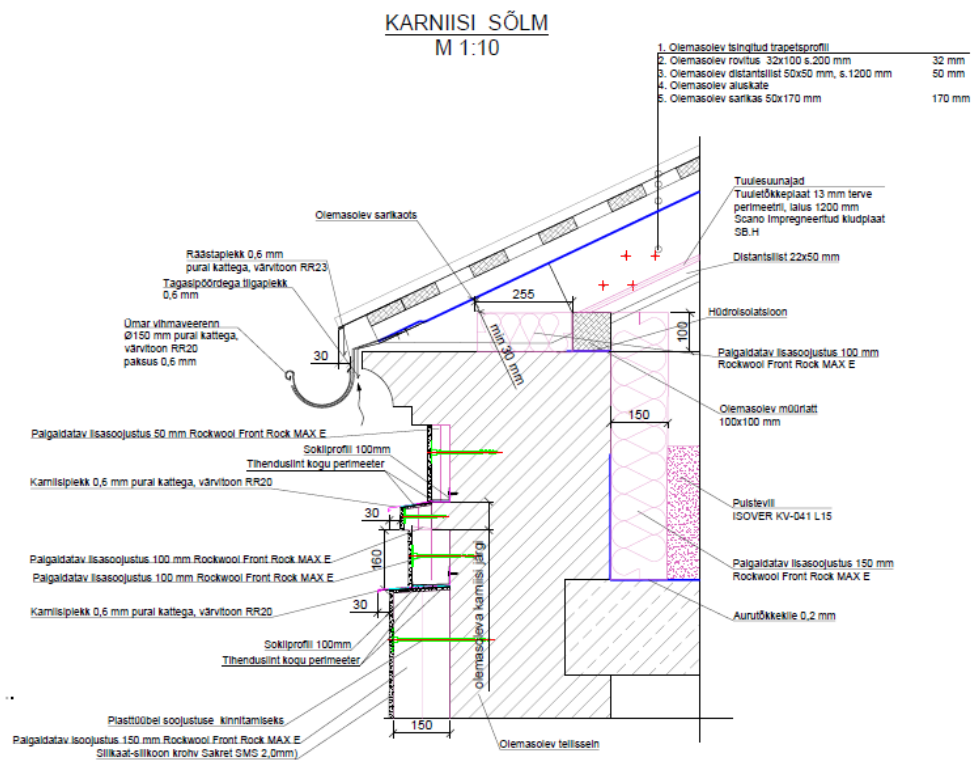 KARNIISI SÕLM
M 1:10
1. Olemasolev tsingitud trapetsprofiil
2. Olemasolev rovitus 32x100 s.200 mm 32 mm
3. Olemasolev distantsliist 50x50 mm, s.1200 mm 50 mm
4. Olemasolev aluskate
5. Olemasolev sarikas 50x170 mm 170 mm
Tuulesuunajad
Tuuletõkkeplaat 13 mm terve
perimeetril, laius 1200 mm
Scano Impregneeritud kiudplaat
SB.H
Distantsliist 22x50 mm
Hüdroisolatsioon
Paigaldatav lisasoojustus 100 mm
Rockwool Front Rock MAX E
Olemasolev müürlatt
100x100 mm
Puistevill
ISOVER KV-041 L15
Paigaldatav lisasoojustus 150 mm
Rockwool Front Rock MAX E
Aurutõkkekile 0,2 mm
Olemasolev sarikaots
Räästaplekk 0,6 mm
pural kattega, värvitoon RR23
Tagasipöördega tilgaplekk
0,6 mm
Ümar vihmaveerenn
Ø150 mm pural kattega,
värvitoon RR20
paksus 0,6 mm
255
min 30 mm
100
150
30
Paigaldatav lisasoojustus 50 mm Rockwool Front Rock MAX E
Sokliprofiil 100mm
Tihenduslint kogu perimeeter
Karniisiplekk 0,6 mm pural kattega, värvitoon RR20
30
160
Paigaldatav lisasoojustus 100 mm Rockwool Front Rock MAX E
Paigaldatav lisasoojustus 100 mm Rockwool Front Rock MAX E
Karniisiplekk 0,6 mm pural kattega, värvitoon RR20
30
olemasoleva karniisi järgi
Sokliprofiil 100mm
Tihenduslint kogu perimeeter
Plasttüübel soojustuse kinnitamiseks
150
Paigaldatav isoojustus 150 mm Rockwool Front Rock MAX E
Silikaat-silikoon krohv Sakret SMS 2,0mm)
Olemasolev tellissein